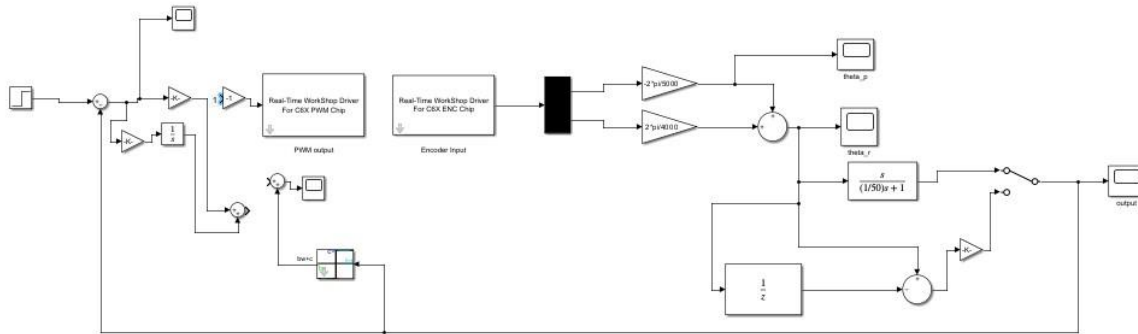 -K-
1
-1
Real-Time WorkShop Driver
For C6X PWM Chip
PWM output
Real-Time WorkShop Driver
For C6X ENC Chip
Encoder Input
-2*pi/5000
2*pi/4000
theta_p
theta_r
-K-
1
s
s
(1/50)s+1
output
-K-
bw+c
1
z